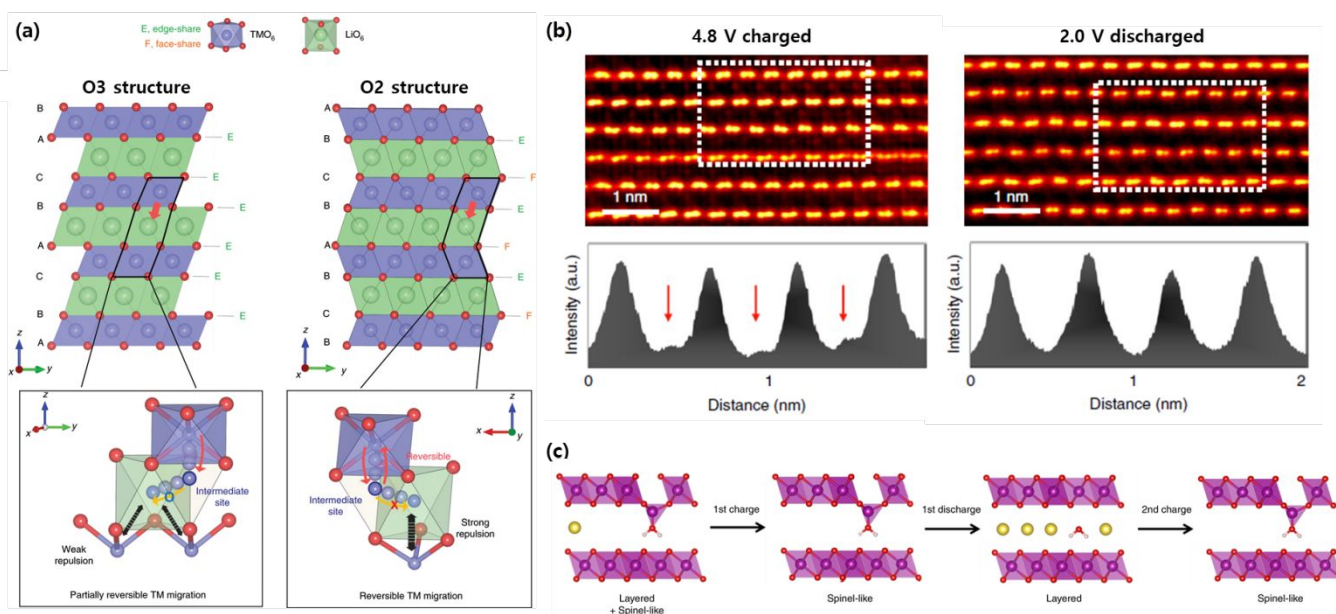 (a)
E, edge-share
F, face-share
TMO6
LiO6
O3 structure
O2 structure
B
A
E
C
E
B
E
A
E
C
E
B
E
A
z
x
y
A
B
E
C
F
B
E
A
F
B
E
C
F
B
z
x
y
z
x
y
Intermediate
site
Weak
repulsion
Partially reversible TM migration
z
x
y
Reversible
Intermediate
site
X
Strong
repulsion
Reversible TM migration
(b)
4.8 V charged
2.0 V discharged
1 nm
1 nm
Intensity (a.u.)
0
1
Distance (nm)
Intensity (a.u.)
0
1
2
Distance (nm)
(c)
1st charge
1st discharge
2nd charge
Layered
+ Spinel-like
Spinel-like
Layered
Spinel-like